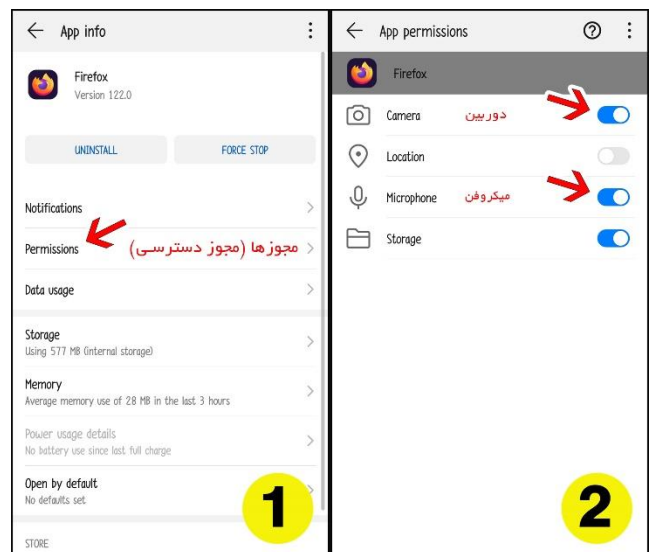 App info
Firefox
Version 122.0
UNINSTALL
FORCE STOP
Notifications
Permissions
مجوزها (مجوز دسترسی)
Data usage
Storage
Using 577 MB (internal storage)
Memory
Average memory use of 28 MB in the last 3 hours
Power usage details
No battery use since last full charge
Open by default
No defaults set
STORE
1
App permissions
Firefox
Camera
دوربین
Location
Microphone
میکروفن
Storage
2